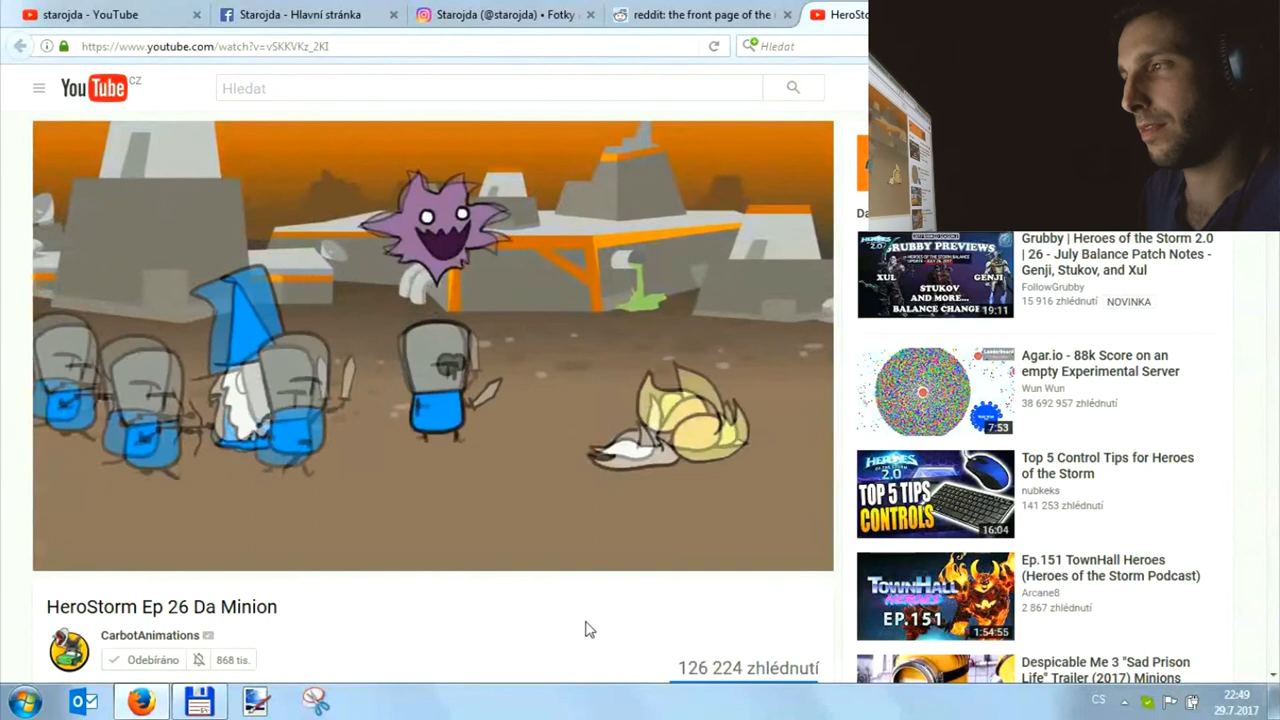 starojda - YouTube
Starojda - Hlavní stránka
Starojda (@starojda) • Fotky
reddit: the front page of the
HeroSto
https://www.youtube.com/watch?v=vSKKVKz_2KI
Hledat
YouTube CZ
Hledat
Da
GRUBBY PREVIEWS
XUL
GENJI
STUKOV
AND MORE...
BALANCE CHANGE
19:11
Grubby | Heroes of the Storm 2.0
| 26 - July Balance Patch Notes -
Genji, Stukov, and Xul
FollowGrubby
15 916 zhlédnutí NOVINKA
7:53
Agar.io - 88k Score on an
empty Experimental Server
Wun Wun
38 692 957 zhlédnutí
HEROES
2.0
TOP 5 TIPS
CONTROLS
16:04
Top 5 Control Tips for Heroes
of the Storm
nubkeks
141 253 zhlédnutí
TOWNHALL
HEROES
EP.151
1:54:55
Ep.151 TownHall Heroes
(Heroes of the Storm Podcast)
Arcane8
2 867 zhlédnutí
Despicable Me 3 "Sad Prison
Life" Trailer (2017) Minions
HeroStorm Ep 26 Da Minion
CarbotAnimations
Odebíráno
868 tis.
126 224 zhlédnutí
CS
22:49
29.7.2017